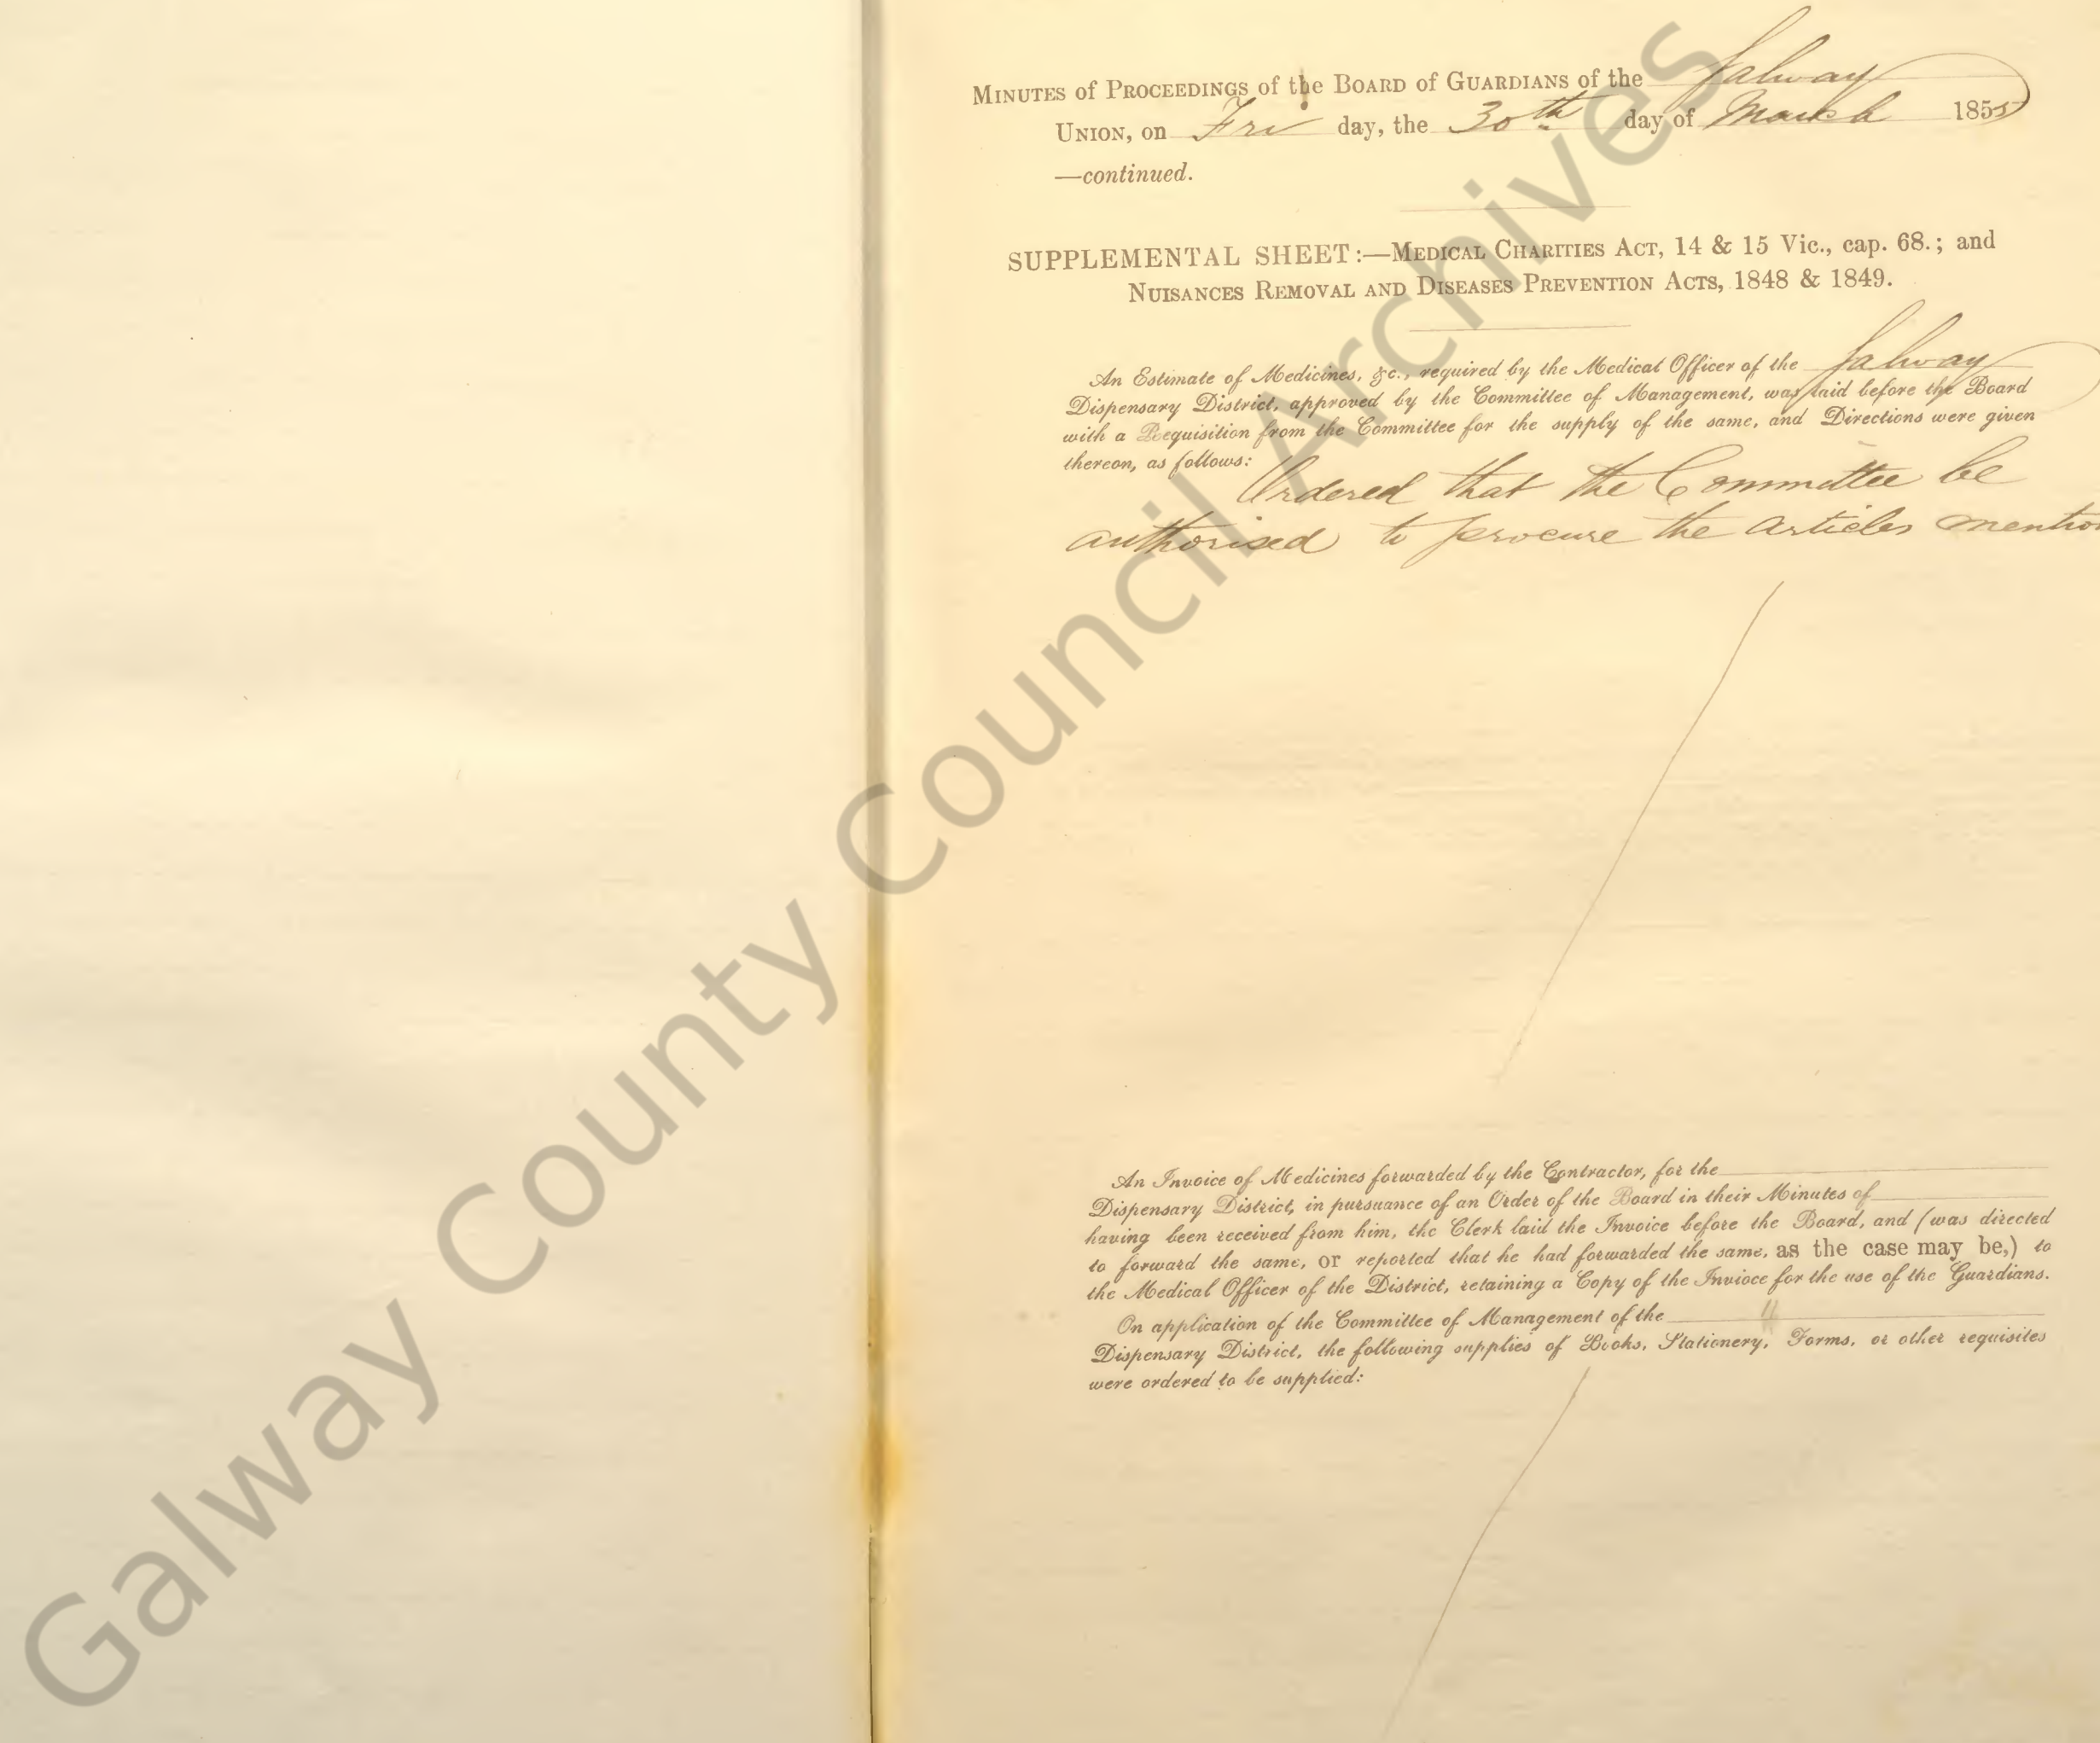 MINUTES of PROCEEDINGS of the BOARD of GUARDIANS of the Galway
UNION, on Fri day, the 30th day of March 1855
—continued.
SUPPLEMENTAL SHEET:—MEDICAL CHARITIES ACT, 14 & 15 Vic., cap. 68.; and
NUISANCES REMOVAL AND DISEASES PREVENTION ACTS, 1848 & 1849.
An Estimate of Medicines, &c., required by the Medical Officer of the Galway
Dispensary District, approved by the Committee of Management, was laid before the Board
with a Requisition from the Committee for the supply of the same, and Directions were given
thereon, as follows:
Ordered that the Committee be
authorised to procure the articles mentio
An Invoice of Medicines forwarded by the Contractor, for the
Dispensary District, in pursuance of an Order of the Board in their Minutes of
having been received from him, the Clerk laid the Invoice before the Board, and (was directed
to forward the same, or reported that he had forwarded the same, as the case may be,) to
the Medical Officer of the District, retaining a Copy of the Invioce for the use of the Guardians.
On application of the Committee of Management of the
Dispensary District, the following supplies of Books, Stationery, Forms, or other requisites
were ordered to be supplied:
Galway County Council Archives